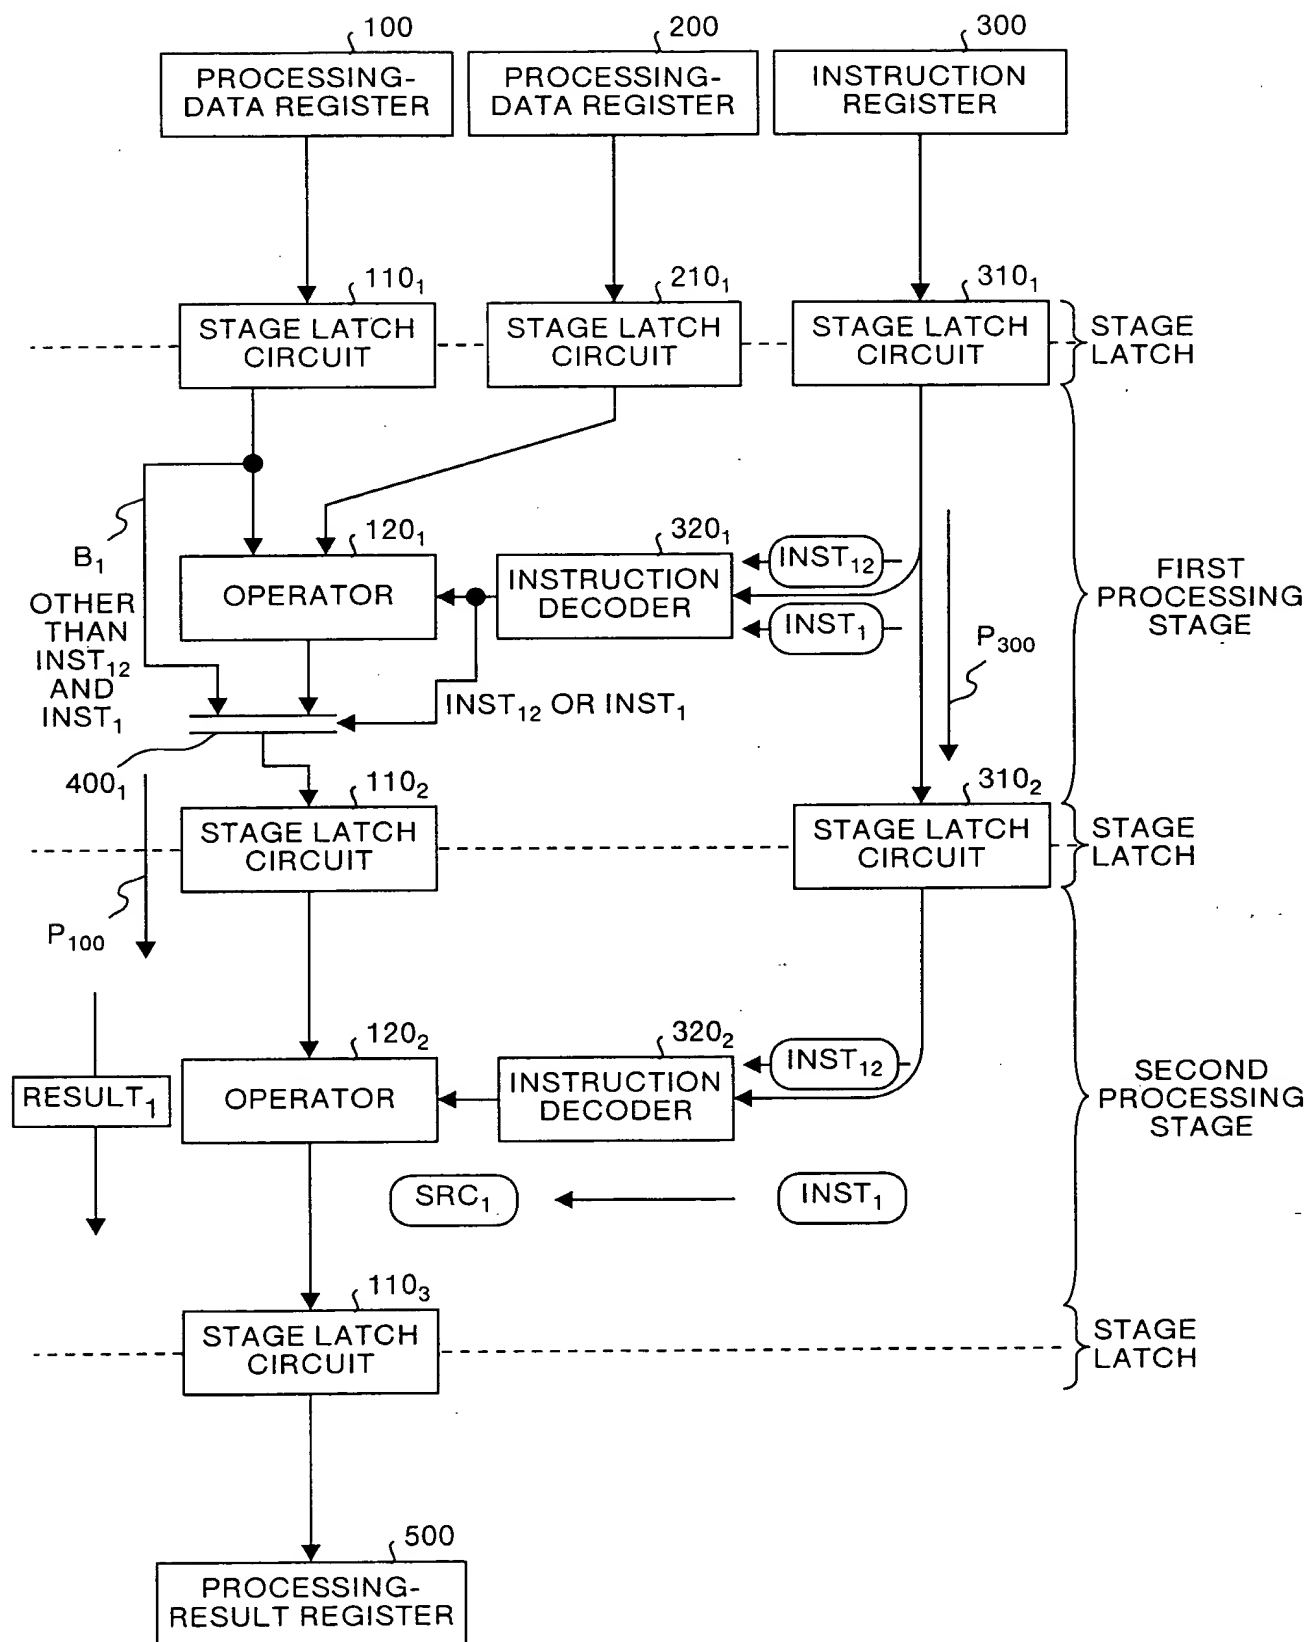 100
200
300
PROCESSING-
DATA REGISTER
PROCESSING-
DATA REGISTER
INSTRUCTION
REGISTER
110₁
210₁
310₁
STAGE LATCH
CIRCUIT
STAGE LATCH
CIRCUIT
STAGE LATCH
CIRCUIT
STAGE
LATCH
B₁
OTHER
THAN
INST₁₂
AND
INST₁
120₁
OPERATOR
320₁
INSTRUCTION
DECODER
INST₁₂
INST₁
P₃₀₀
FIRST
PROCESSING
STAGE
INST₁₂ OR INST₁
400₁
110₂
STAGE LATCH
CIRCUIT
310₂
STAGE LATCH
CIRCUIT
STAGE
LATCH
P₁₀₀
120₂
OPERATOR
320₂
INSTRUCTION
DECODER
INST₁₂
SECOND
PROCESSING
STAGE
RESULT₁
SRC₁
INST₁
110₃
STAGE LATCH
CIRCUIT
STAGE
LATCH
500
PROCESSING-
RESULT REGISTER